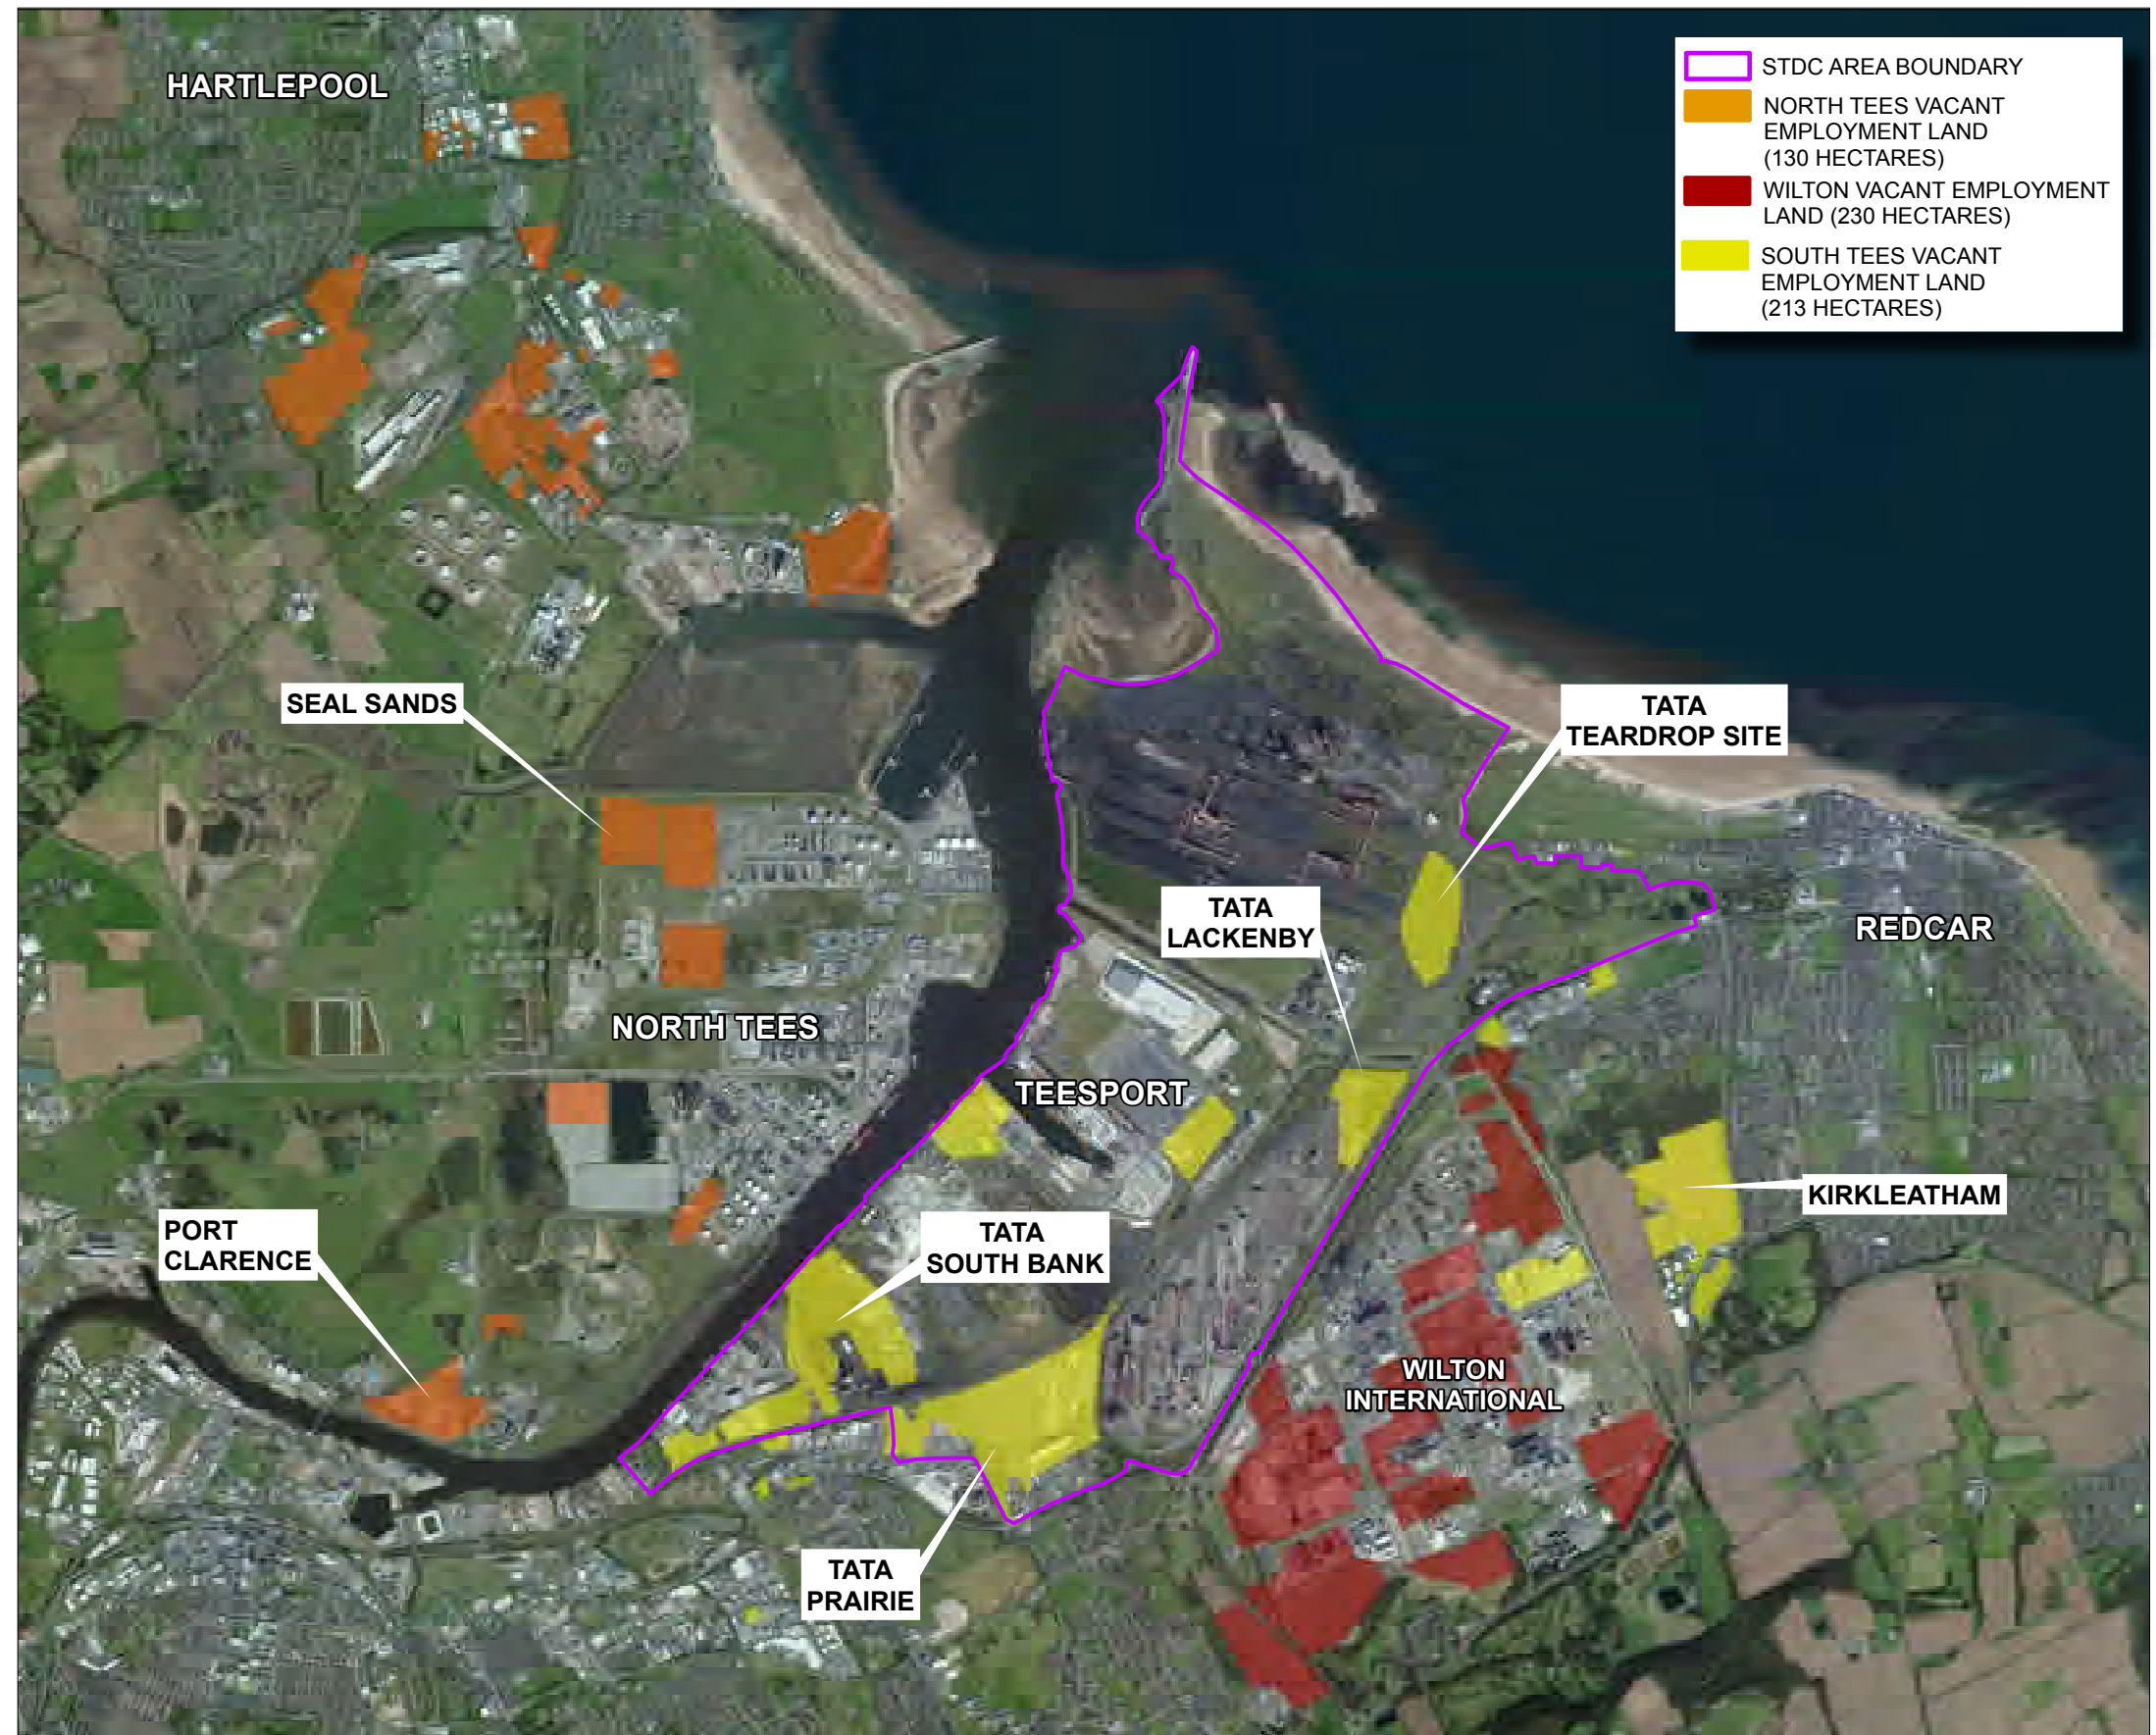 HARTLEPOOL
STDC AREA BOUNDARY
NORTH TEES VACANT
EMPLOYMENT LAND
(130 HECTARES)
WILTON VACANT EMPLOYMENT
LAND (230 HECTARES)
SOUTH TEES VACANT
EMPLOYMENT LAND
(213 HECTARES)
SEAL SANDS
TATA
TEARDROP SITE
TATA
LACKENBY
REDCAR
NORTH TEES
TEESPORT
KIRKLEATHAM
PORT
CLARENCE
TATA
SOUTH BANK
WILTON
INTERNATIONAL
TATA
PRAIRIE